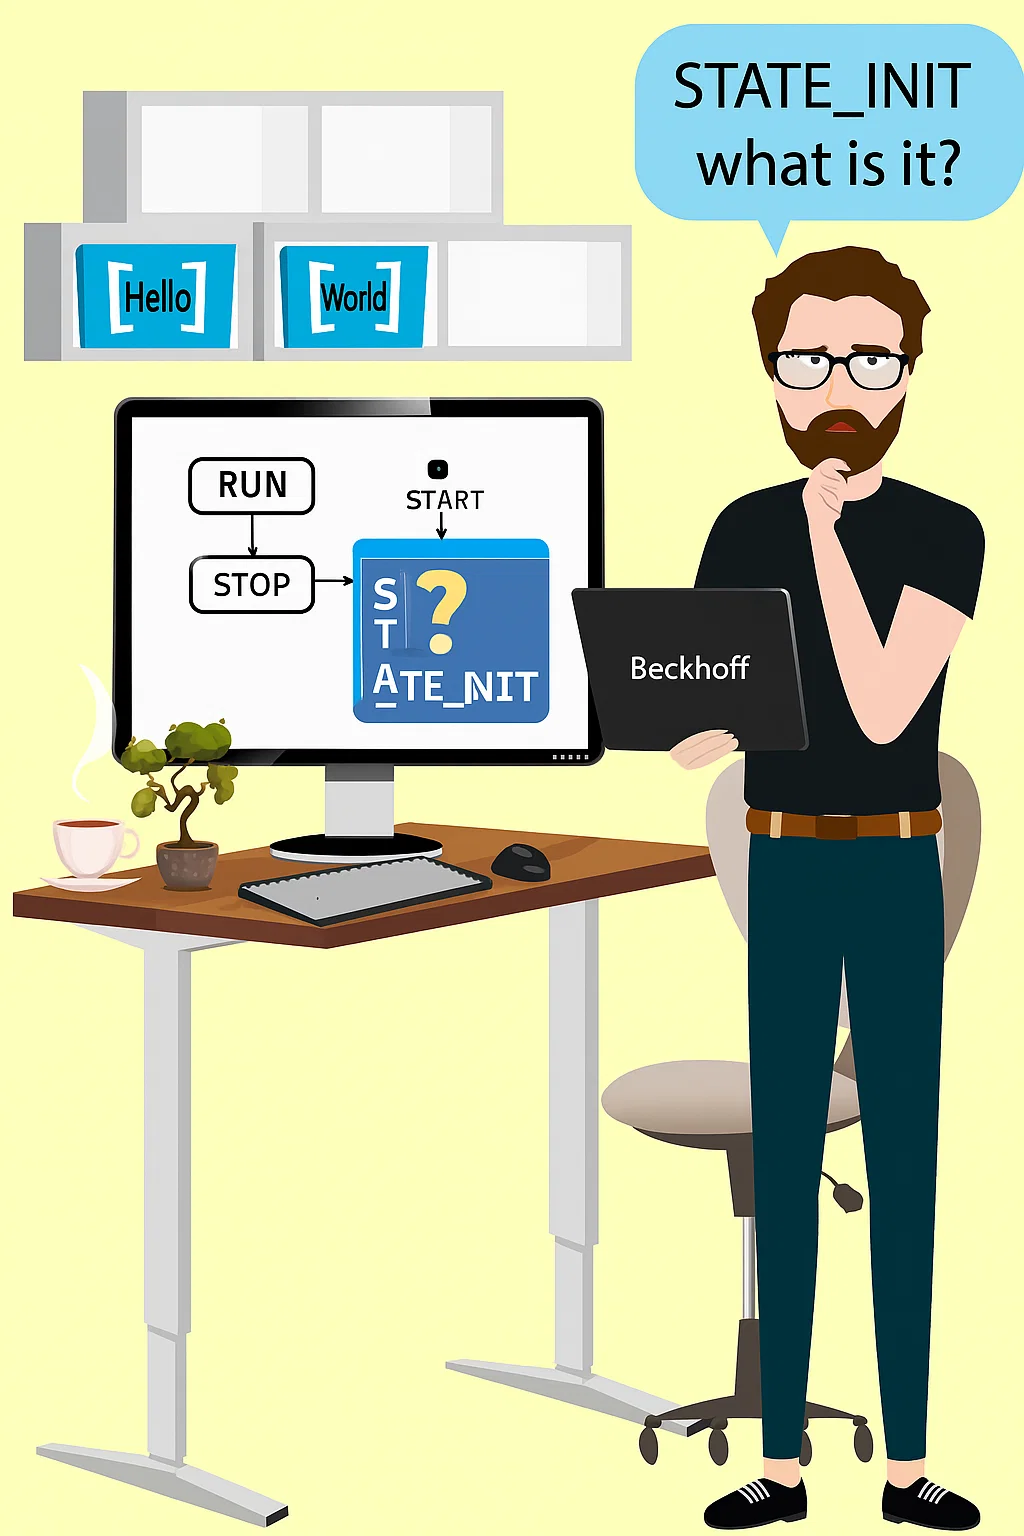 STATE_INIT
what is it?
[Hello]
[World]
RUN
START
STOP
?
S
T
ATE_NIT
Beckhoff